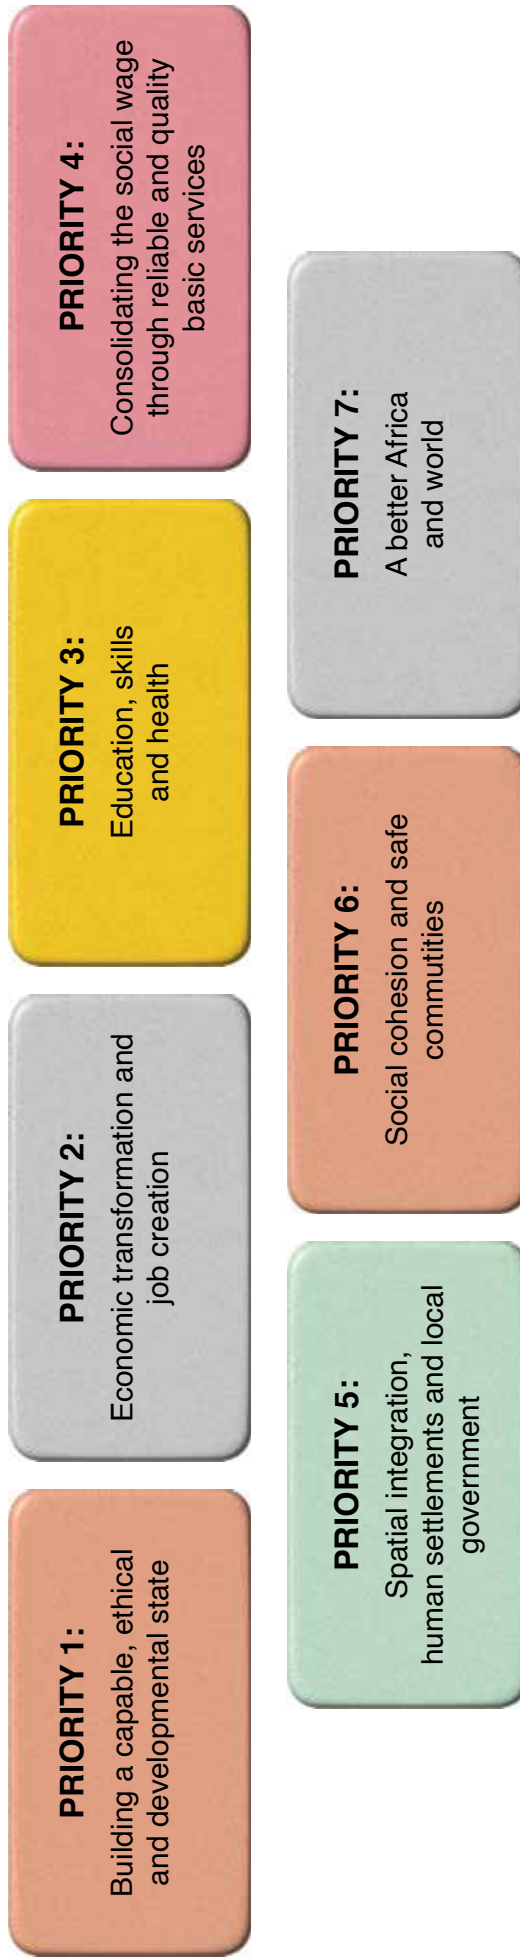 PRIORITY 1:
Building a capable, ethical
and developmental state
PRIORITY 2:
Economic transformation and
job creation
PRIORITY 3:
Education, skills
and health
PRIORITY 4:
Consolidating the social wage
through reliable and quality
basic services
PRIORITY 5:
Spatial integration,
human settlements and local
government
PRIORITY 6:
Social cohesion and safe
commutities
PRIORITY 7:
A better Africa
and world